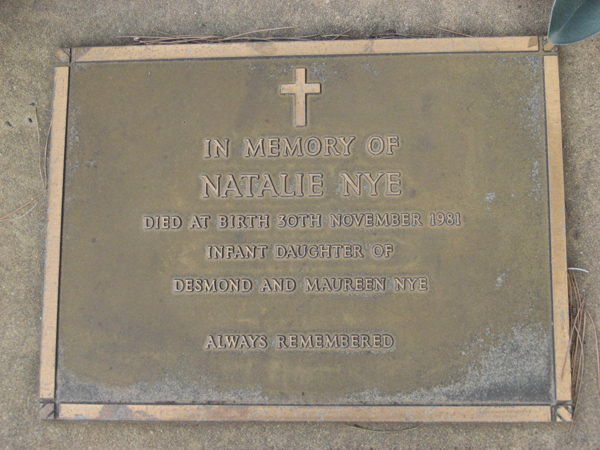 IN MEMORY OF
NATALIE NYE
DIED AT BIRTH 30TH NOVEMBER 1981
INFANT DAUGHTER OF
DESMOND AND MAUREEN NYE
ALWAYS REMEMBERED